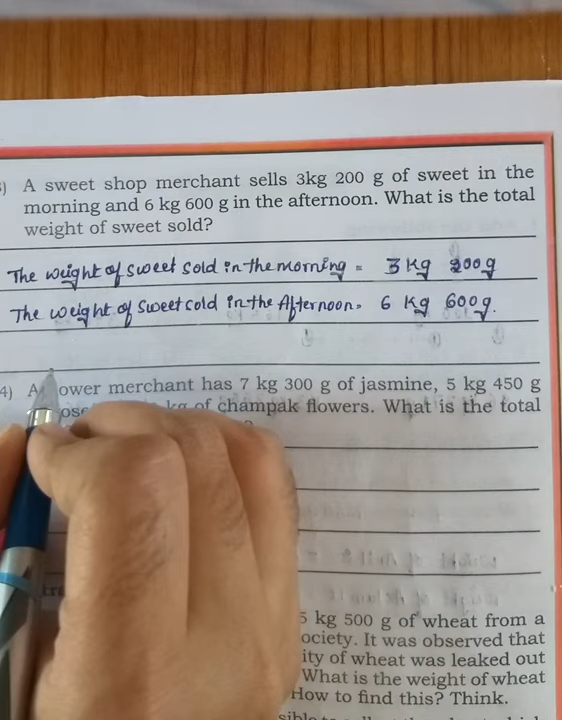 ) A sweet shop merchant sells 3kg 200 g of sweet in the
morning and 6 kg 600 g in the afternoon. What is the total
weight of sweet sold?
The weight of sweet sold in the morning = 3 Kg 200g
The weight of sweet sold in the Afternoon = 6 Kg 600g.
4) A ower merchant has 7 kg 300 g of jasmine, 5 kg 450 g
ose kg of champak flowers. What is the total
5 kg 500 g of wheat from a
ociety. It was observed that
ity of wheat was leaked out
What is the weight of wheat
How to find this? Think.